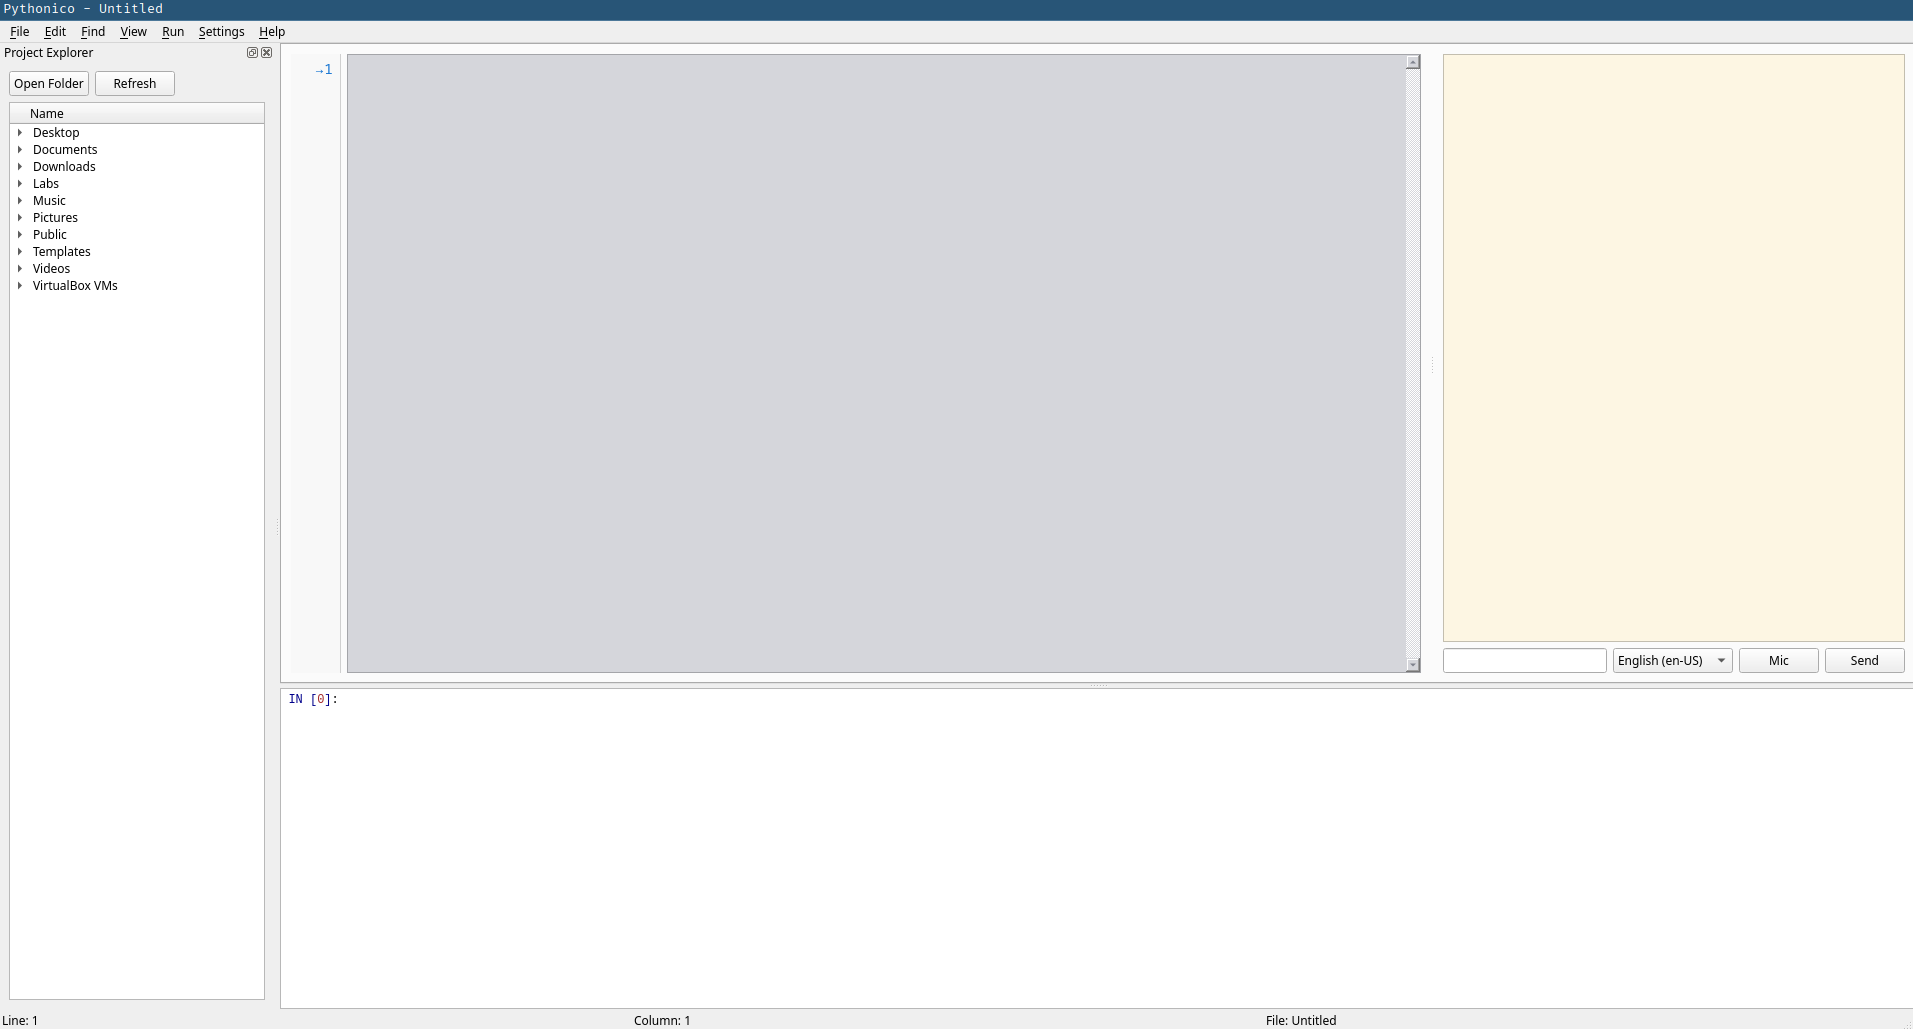 Pythonico - Untitled
File Edit Find View Run Settings Help
Project Explorer
Open Folder Refresh
Name
Desktop
Documents
Downloads
Labs
Music
Pictures
Public
Templates
Videos
VirtualBox VMs
→1
English (en-US) Mic Send
IN [0]:
Line: 1 Column: 1 File: Untitled